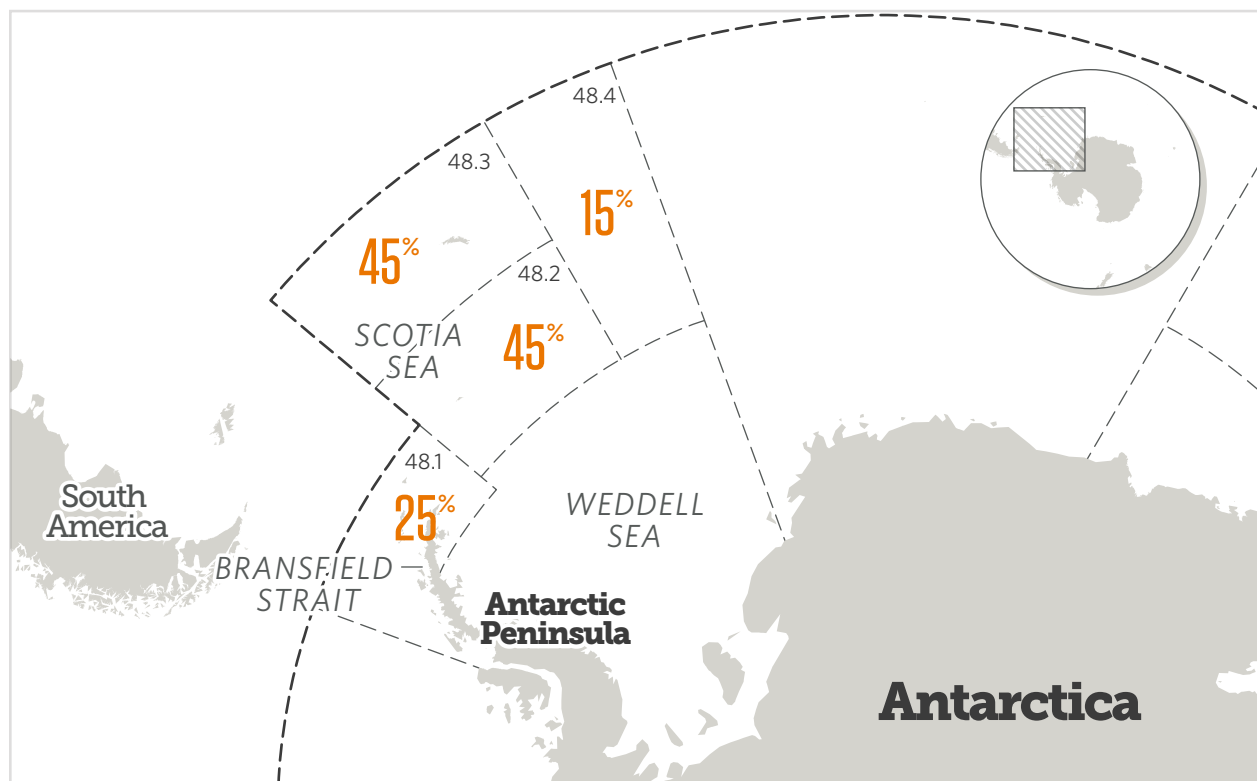 48.4
48.3
15%
45%
48.2
SCOTIA
SEA
45%
48.1
25%
South
America
WEDDELL
SEA
BRANSFIELD
STRAIT
Antarctic
Peninsula
Antarctica